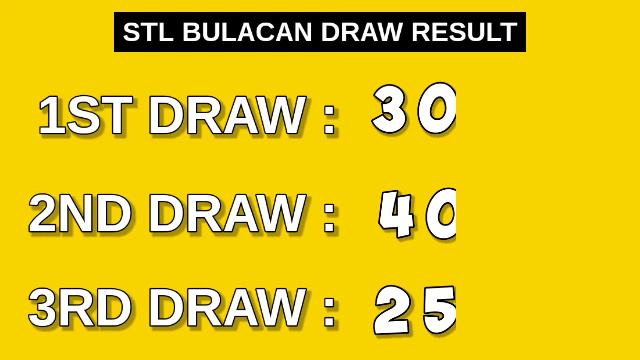 STL BULACAN DRAW RESULT
1ST DRAW : 30
2ND DRAW : 40
3RD DRAW : 25